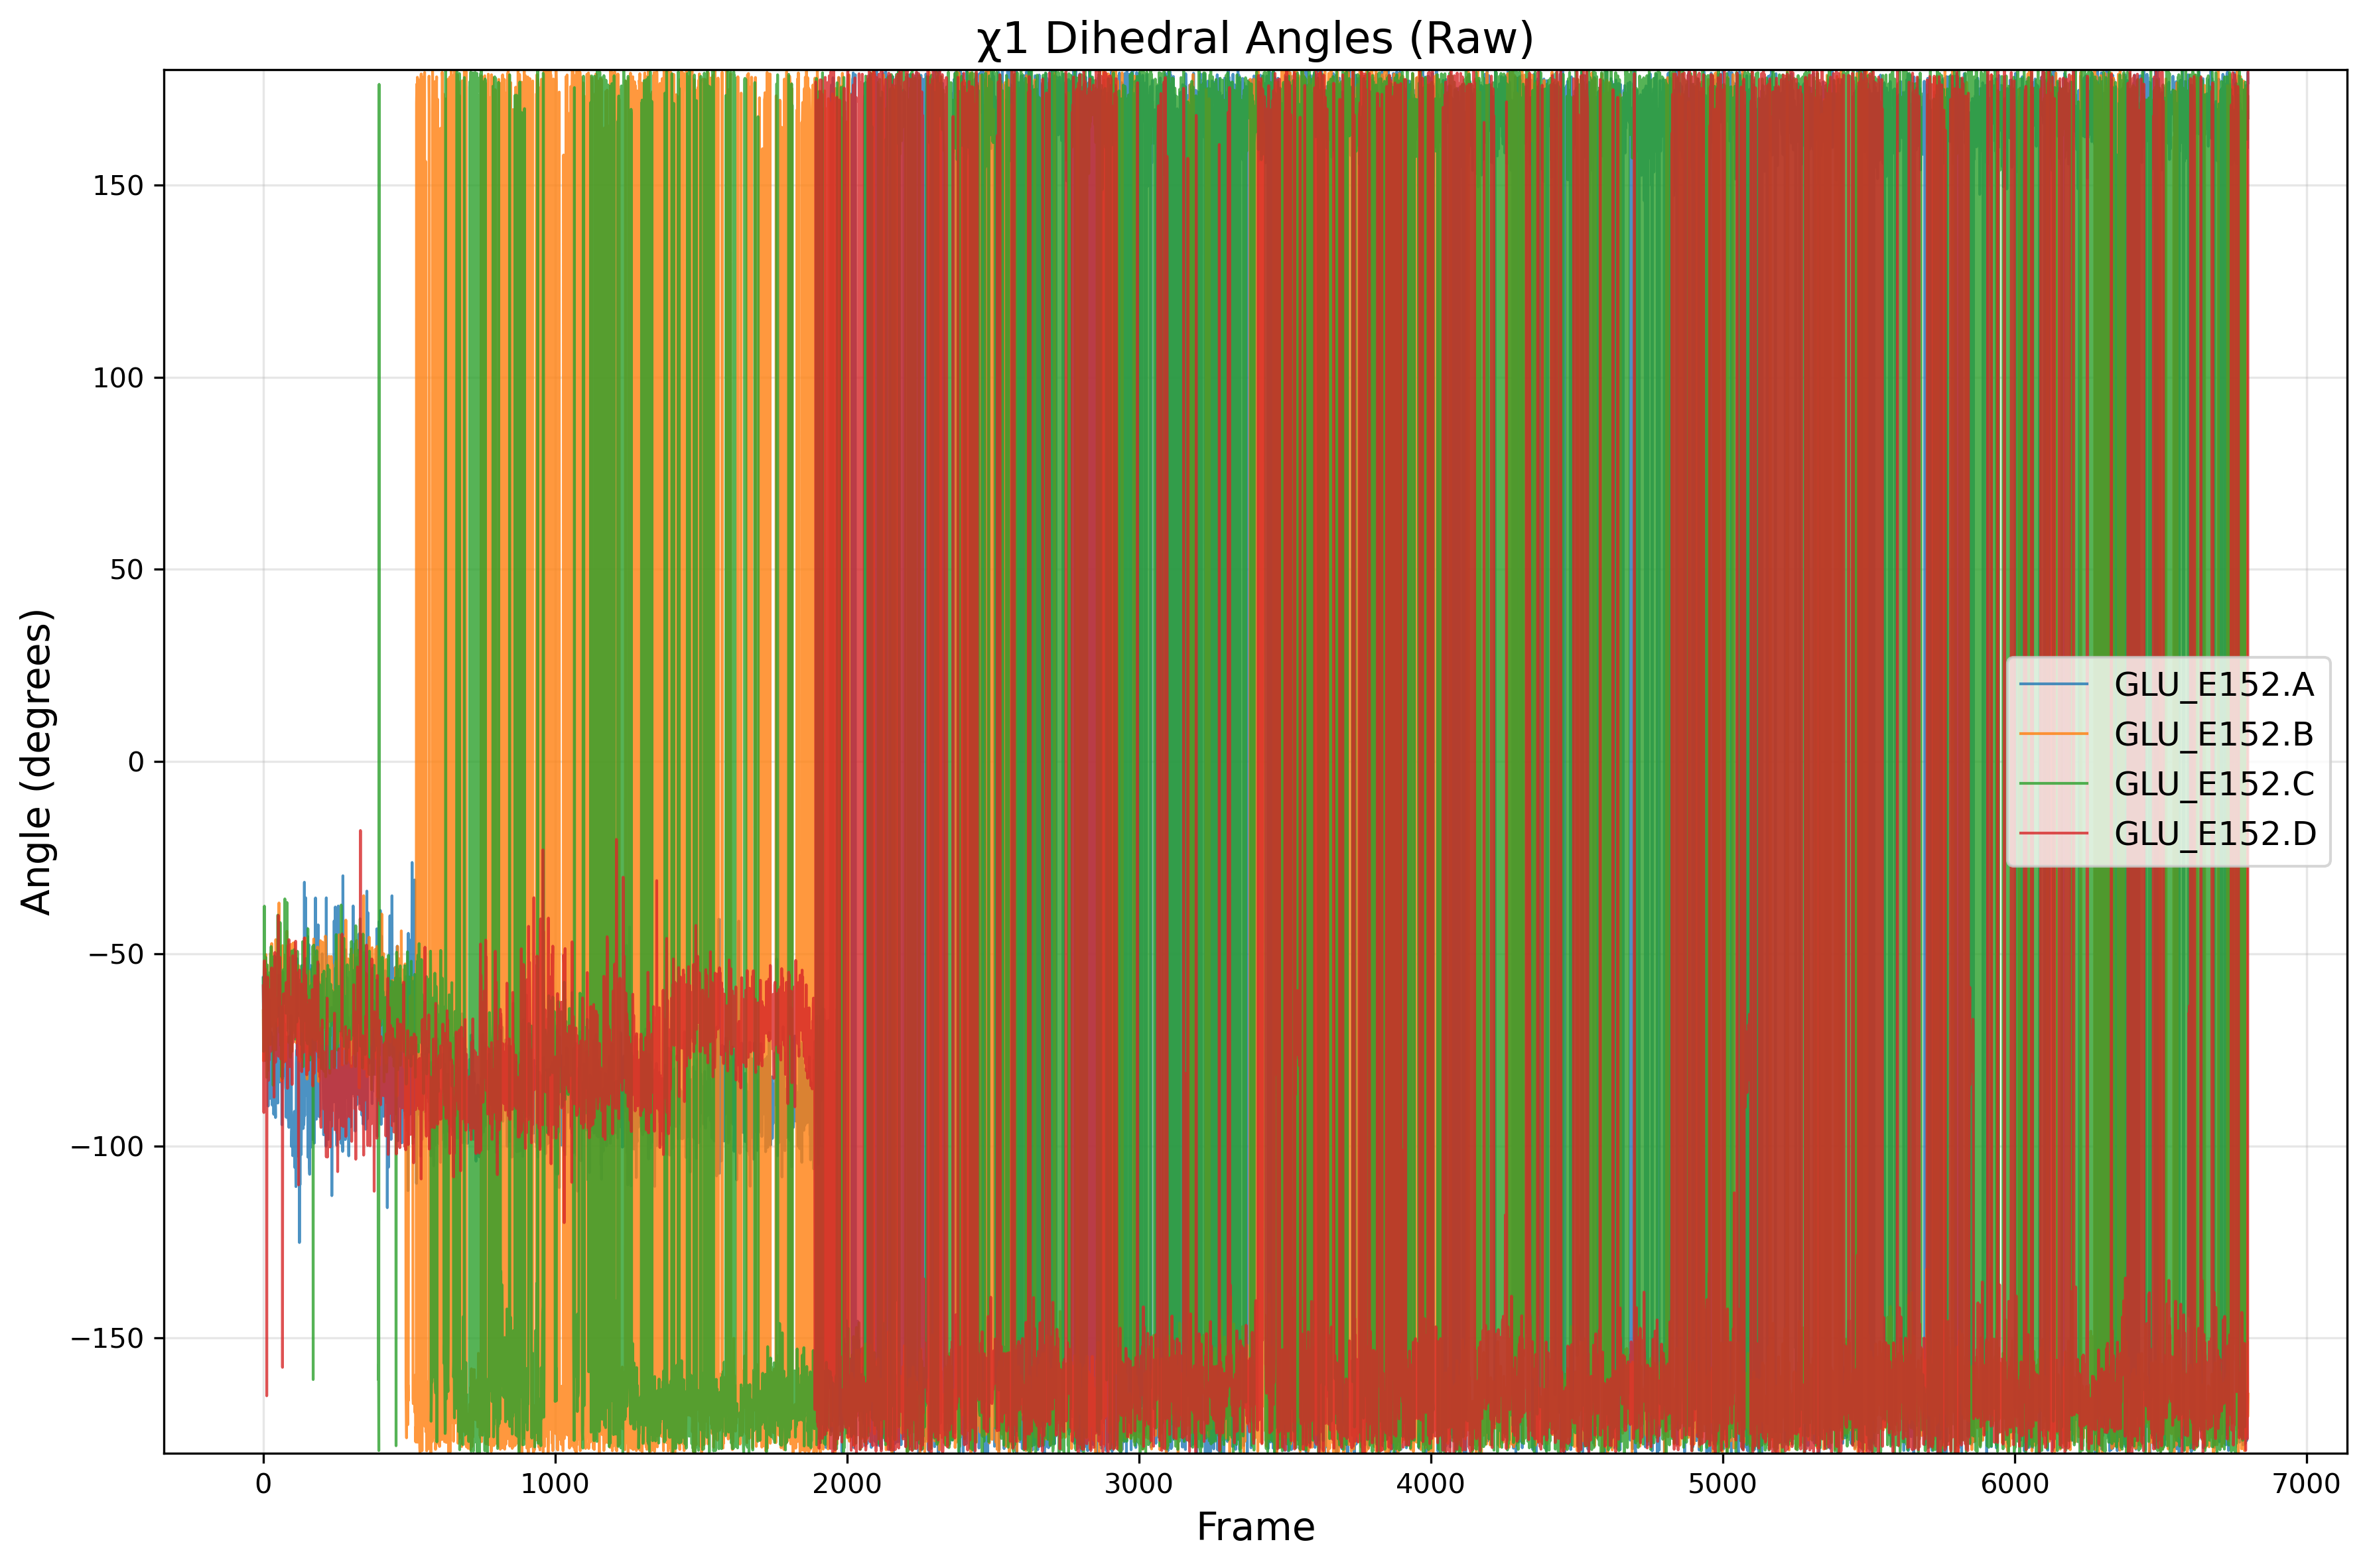 χ1 Dihedral Angles (Raw)
Angle (degrees)
150
100
50
0
−50
−100
−150
GLU_E152.A
GLU_E152.B
GLU_E152.C
GLU_E152.D
0 1000 2000 3000 4000 5000 6000 7000
Frame